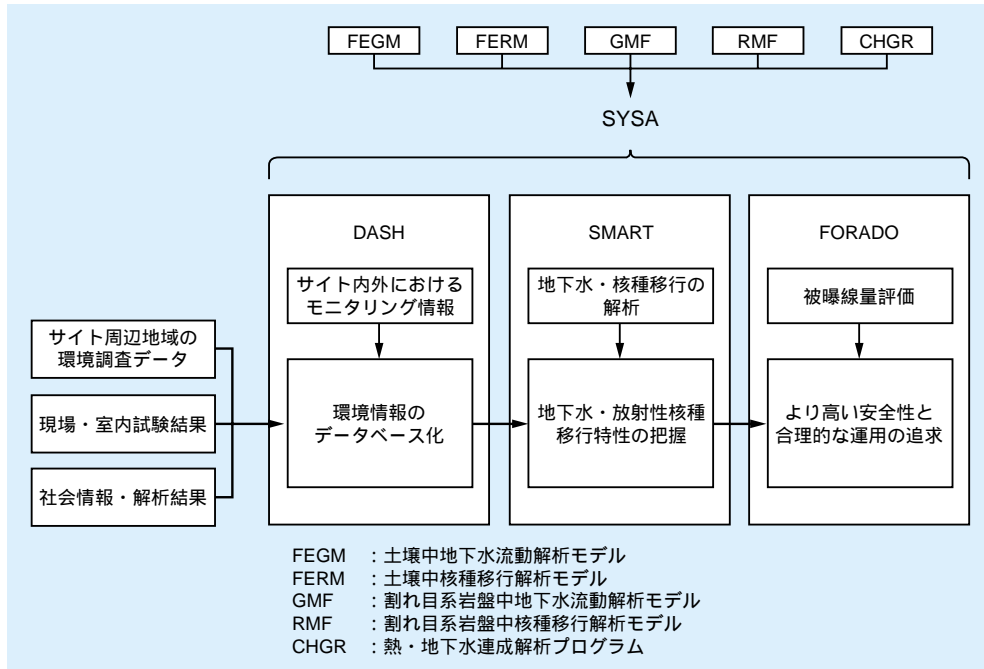 FEGM
FERM
GMF
RMF
CHGR
SYSA
DASH
SMART
FORADO
サイト内外における
モニタリング情報
地下水・核種移行の
解析
被曝線量評価
サイト周辺地域の
環境調査データ
現場・室内試験結果
社会情報・解析結果
環境情報の
データベース化
地下水・放射性核種
移行特性の把握
より高い安全性と
合理的な運用の追求
FEGM :土壌中地下水流動解析モデル
FERM :土壌中核種移行解析モデル
GMF :割れ目系岩盤中地下水流動解析モデル
RMF :割れ目系岩盤中核種移行解析モデル
CHGR :熱・地下水連成解析プログラム